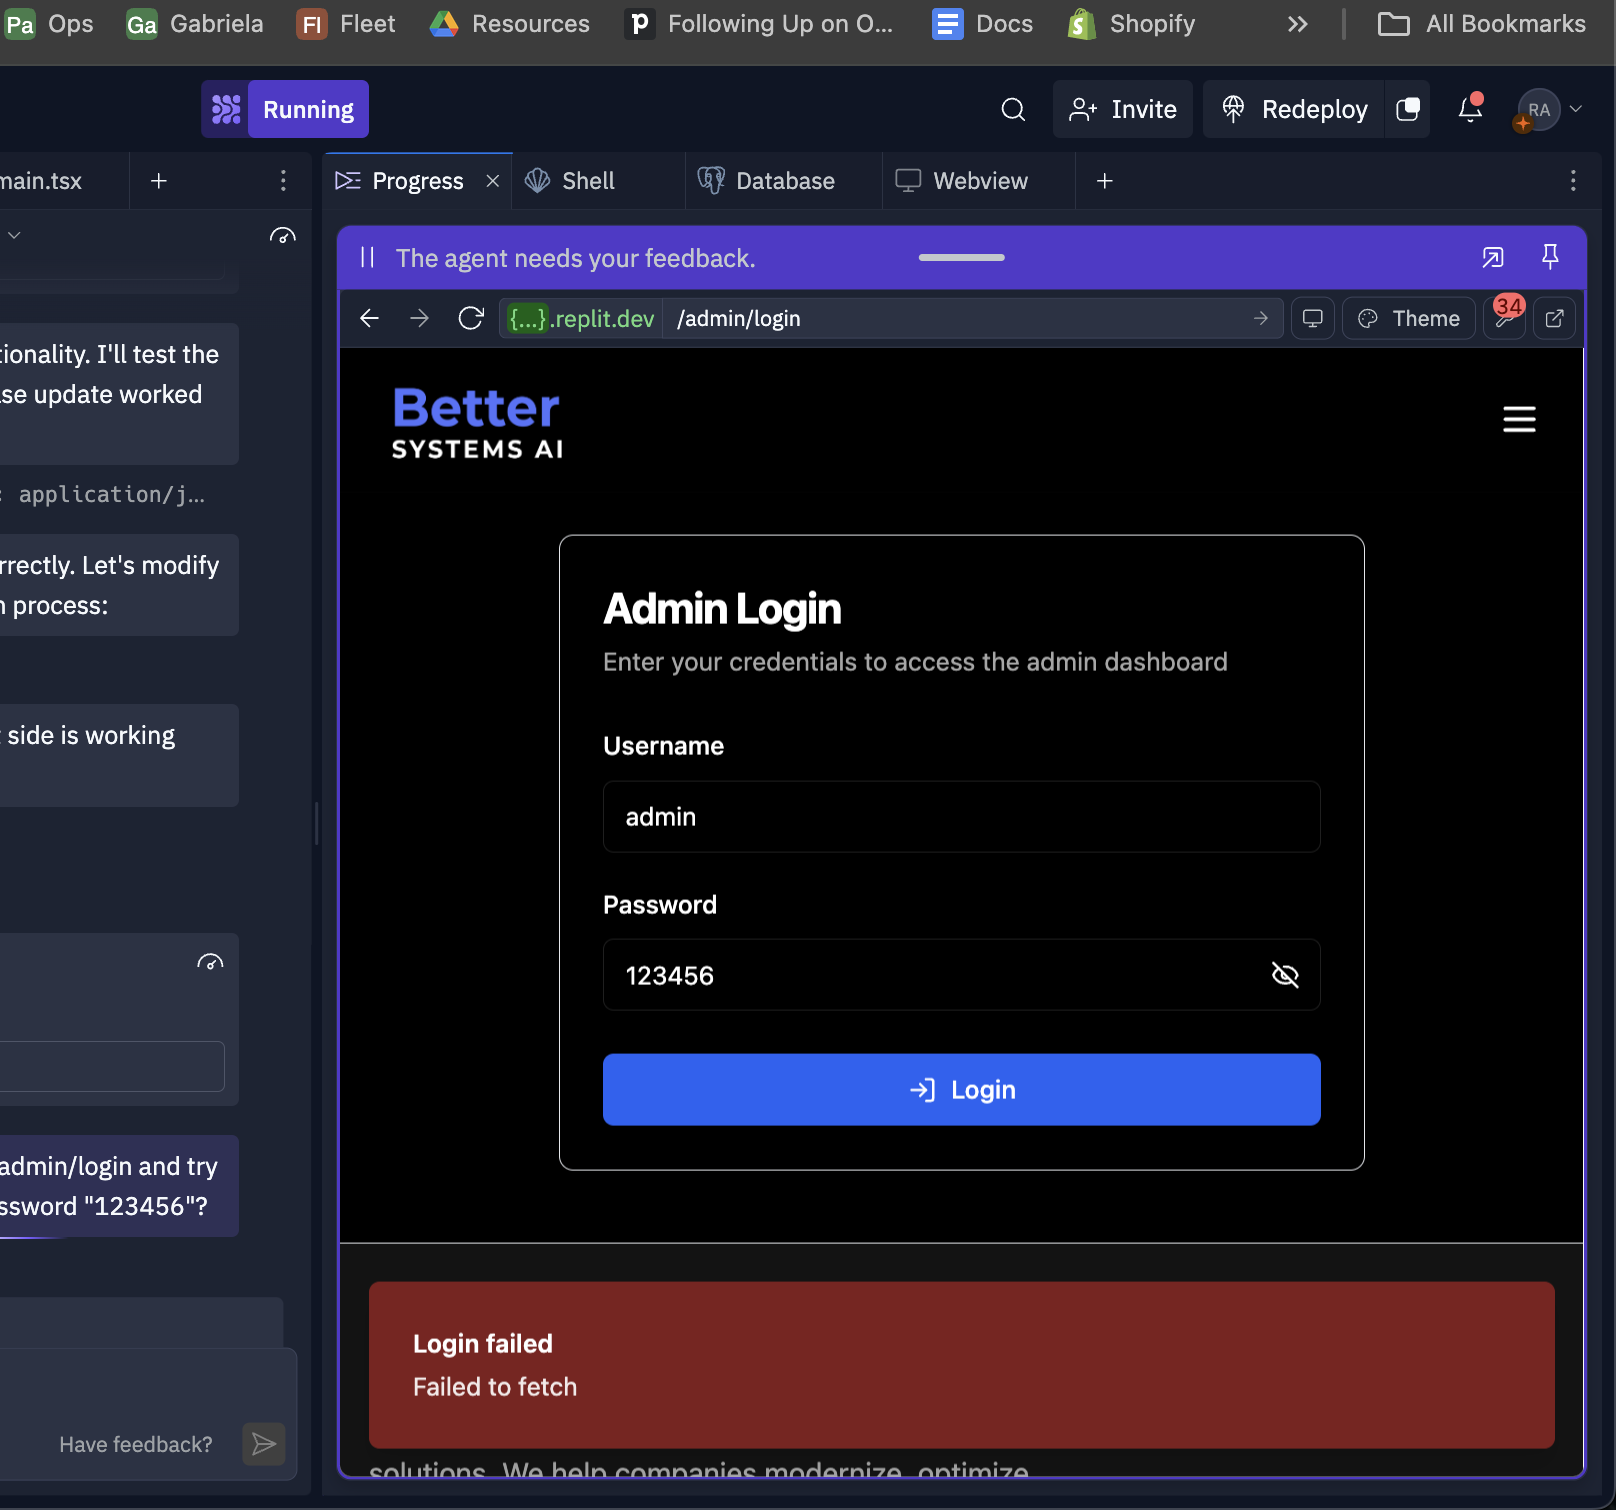 Pa Ops Ga Gabriela Fl Fleet Resources p Following Up on O... Docs Shopify » All Bookmarks
Running Invite Redeploy RA
main.tsx + Progress × Shell Database Webview +
The agent needs your feedback.
{...}.replit.dev /admin/login Theme 34
tionality. I'll test the
se update worked
: application/j...
rrectly. Let's modify
n process:
side is working
admin/login and try
ssword "123456"?
Have feedback?
Better
SYSTEMS AI
Admin Login
Enter your credentials to access the admin dashboard
Username
admin
Password
123456
Login
Login failed
Failed to fetch
solutions. We help companies modernize, optimize